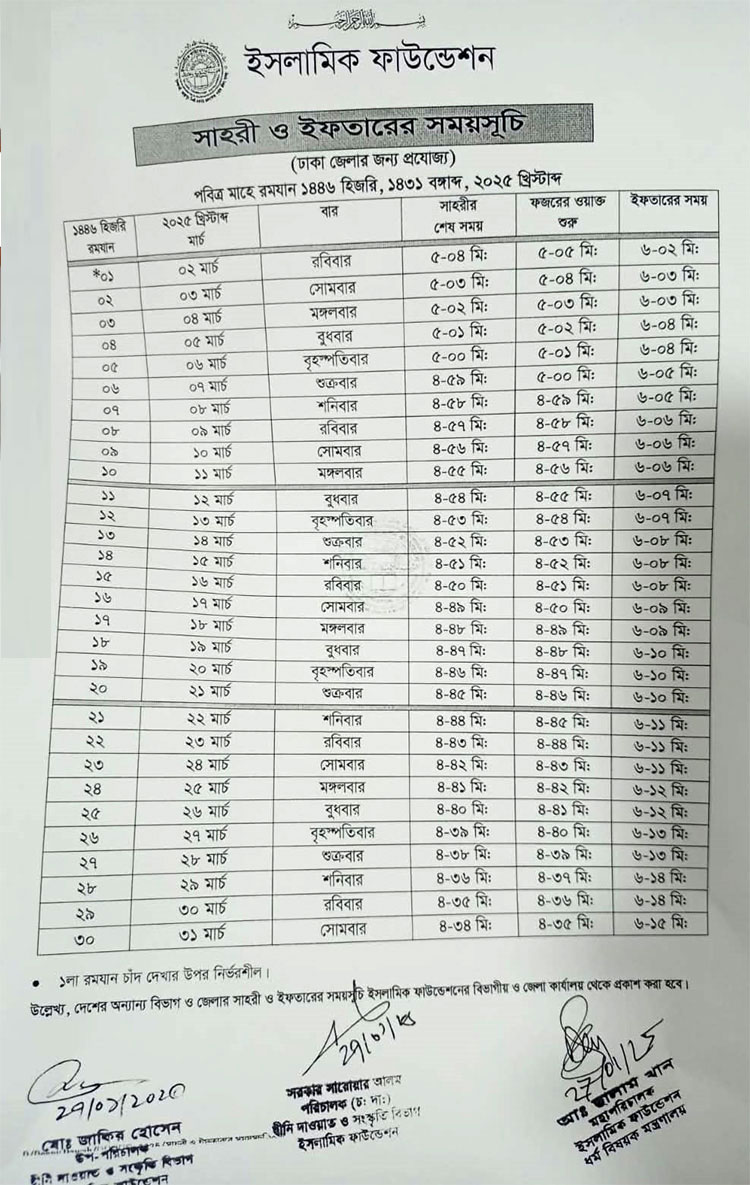 ইসলামিক ফাউন্ডেশন
সাহরী ও ইফতারের সময়সূচি
(ঢাকা জেলার জন্য প্রযোজ্য)
পবিত্র মাহে রমযান ১৪৪৬ হিজরি, ১৪৩১ বঙ্গাব্দ, ২০২৫ খ্রিস্টাব্দ
১৪৪৬ হিজরি রমযান ২০২৫ খ্রিস্টাব্দ মার্চ বার সাহরীর শেষ সময় ফজরের ওয়াক্ত শুরু ইফতারের সময়
*০১ ০২ মার্চ রবিবার ৫-০৪ মি: ৫-০৫ মি: ৬-০২ মি:
০২ ০৩ মার্চ সোমবার ৫-০৩ মি: ৫-০৪ মি: ৬-০৩ মি:
০৩ ০৪ মার্চ মঙ্গলবার ৫-০২ মি: ৫-০৩ মি: ৬-০৩ মি:
০৪ ০৫ মার্চ বুধবার ৫-০১ মি: ৫-০২ মি: ৬-০৪ মি:
০৫ ০৬ মার্চ বৃহস্পতিবার ৫-০০ মি: ৫-০১ মি: ৬-০৪ মি:
০৬ ০৭ মার্চ শুক্রবার ৪-৫৯ মি: ৫-০০ মি: ৬-০৫ মি:
০৭ ০৮ মার্চ শনিবার ৪-৫৮ মি: ৪-৫৯ মি: ৬-০৫ মি:
০৮ ০৯ মার্চ রবিবার ৪-৫৭ মি: ৪-৫৮ মি: ৬-০৬ মি:
০৯ ১০ মার্চ সোমবার ৪-৫৬ মি: ৪-৫৭ মি: ৬-০৬ মি:
১০ ১১ মার্চ মঙ্গলবার ৪-৫৫ মি: ৪-৫৬ মি: ৬-০৬ মি:
১১ ১২ মার্চ বুধবার ৪-৫৪ মি: ৪-৫৫ মি: ৬-০৭ মি:
১২ ১৩ মার্চ বৃহস্পতিবার ৪-৫৩ মি: ৪-৫৪ মি: ৬-০৭ মি:
১৩ ১৪ মার্চ শুক্রবার ৪-৫২ মি: ৪-৫৩ মি: ৬-০৮ মি:
১৪ ১৫ মার্চ শনিবার ৪-৫১ মি: ৪-৫২ মি: ৬-০৮ মি:
১৫ ১৬ মার্চ রবিবার ৪-৫০ মি: ৪-৫১ মি: ৬-০৮ মি:
১৬ ১৭ মার্চ সোমবার ৪-৪৯ মি: ৪-৫০ মি: ৬-০৯ মি:
১৭ ১৮ মার্চ মঙ্গলবার ৪-৪৮ মি: ৪-৪৯ মি: ৬-০৯ মি:
১৮ ১৯ মার্চ বুধবার ৪-৪৭ মি: ৪-৪৮ মি: ৬-১০ মি:
১৯ ২০ মার্চ বৃহস্পতিবার ৪-৪৬ মি: ৪-৪৭ মি: ৬-১০ মি:
২০ ২১ মার্চ শুক্রবার ৪-৪৫ মি: ৪-৪৬ মি: ৬-১০ মি:
২১ ২২ মার্চ শনিবার ৪-৪৪ মি: ৪-৪৫ মি: ৬-১১ মি:
২২ ২৩ মার্চ রবিবার ৪-৪৩ মি: ৪-৪৪ মি: ৬-১১ মি:
২৩ ২৪ মার্চ সোমবার ৪-৪২ মি: ৪-৪৩ মি: ৬-১১ মি:
২৪ ২৫ মার্চ মঙ্গলবার ৪-৪১ মি: ৪-৪২ মি: ৬-১২ মি:
২৫ ২৬ মার্চ বুধবার ৪-৪০ মি: ৪-৪১ মি: ৬-১২ মি:
২৬ ২৭ মার্চ বৃহস্পতিবার ৪-৩৯ মি: ৪-৪০ মি: ৬-১৩ মি:
২৭ ২৮ মার্চ শুক্রবার ৪-৩৮ মি: ৪-৩৯ মি: ৬-১৩ মি:
২৮ ২৯ মার্চ শনিবার ৪-৩৬ মি: ৪-৩৭ মি: ৬-১৪ মি:
২৯ ৩০ মার্চ রবিবার ৪-৩৫ মি: ৪-৩৬ মি: ৬-১৪ মি:
৩০ ৩১ মার্চ সোমবার ৪-৩৪ মি: ৪-৩৫ মি: ৬-১৫ মি:
• ১লা রমযান চাঁদ দেখার উপর নির্ভরশীল।
উল্লেখ্য, দেশের অন্যান্য বিভাগ ও জেলার সাহরী ও ইফতারের সময়সূচি ইসলামিক ফাউন্ডেশনের বিভাগীয় ও জেলা কার্যালয় থেকে প্রকাশ করা হবে।
মোঃ জাকির হোসেন
উপ-পরিচালক
দ্বীনি দাওয়াত ও সংস্কৃতি বিভাগ
ফাউন্ডেশন
সরকার সারোয়ার আলম
পরিচালক (চ: দা:)
দ্বীনি দাওয়াত ও সংস্কৃতি বিভাগ
ইসলামিক ফাউন্ডেশন
27/01/25
আঃ ছালাম খান
মহাপরিচালক
ইসলামিক ফাউন্ডেশন
ধর্ম বিষয়ক মন্ত্রণালয়